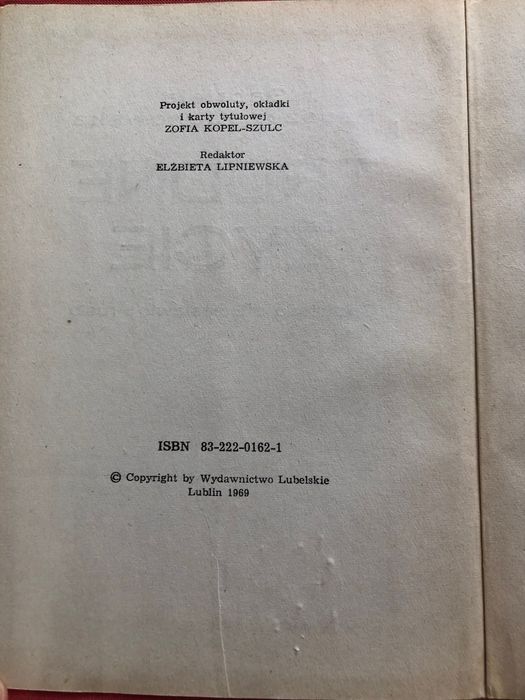 Projekt obwoluty, okładki
i karty tytułowej
ZOFIA KOPEL-SZULC
Redaktor
ELŻBIETA LIPNIEWSKA
ISBN 83-222-0162-1
© Copyright by Wydawnictwo Lubelskie
Lublin 1969